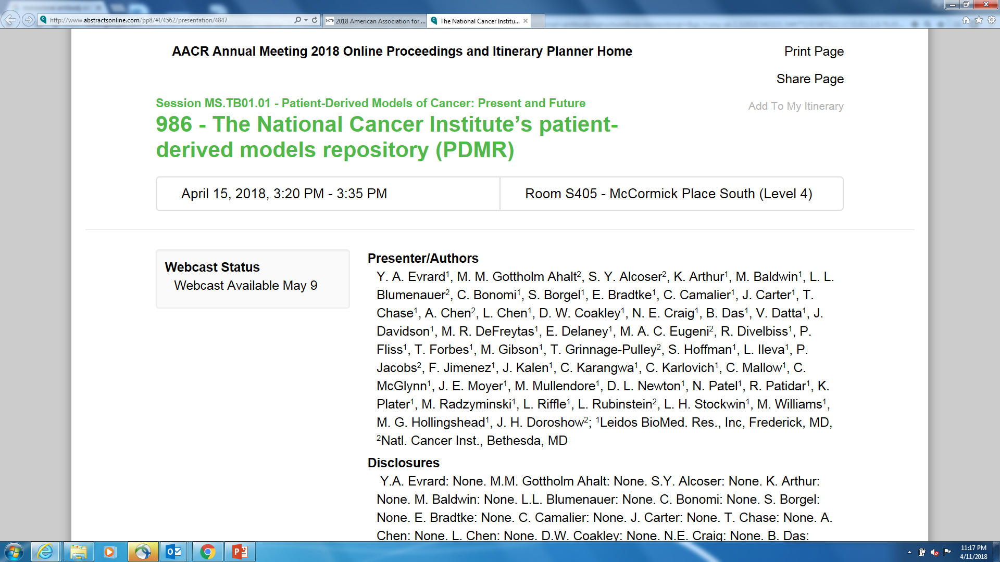 http://www.abstractsonline.com/pp8/#!/4562/presentation/4847
DCTD 2018 American Association for ...
The National Cancer Institu...
AACR Annual Meeting 2018 Online Proceedings and Itinerary Planner Home
Print Page
Share Page
Add To My Itinerary
Session MS.TB01.01 - Patient-Derived Models of Cancer: Present and Future
986 - The National Cancer Institute’s patient-
derived models repository (PDMR)
April 15, 2018, 3:20 PM - 3:35 PM
Room S405 - McCormick Place South (Level 4)
Webcast Status
Webcast Available May 9
Presenter/Authors
Y. A. Evrard¹, M. M. Gottholm Ahalt², S. Y. Alcoser², K. Arthur¹, M. Baldwin¹, L. L.
Blumenauer², C. Bonomi¹, S. Borgel¹, E. Bradtke¹, C. Camalier¹, J. Carter¹, T.
Chase¹, A. Chen², L. Chen¹, D. W. Coakley¹, N. E. Craig¹, B. Das¹, V. Datta¹, J.
Davidson¹, M. R. DeFreytas¹, E. Delaney¹, M. A. C. Eugeni², R. Divelbiss¹, P.
Fliss¹, T. Forbes¹, M. Gibson¹, T. Grinnage-Pulley², S. Hoffman¹, L. Ileva¹, P.
Jacobs², F. Jimenez¹, J. Kalen¹, C. Karangwa¹, C. Karlovich¹, C. Mallow¹, C.
McGlynn¹, J. E. Moyer¹, M. Mullendore¹, D. L. Newton¹, N. Patel¹, R. Patidar¹, K.
Plater¹, M. Radzyminski¹, L. Riffle¹, L. Rubinstein², L. H. Stockwin¹, M. Williams¹,
M. G. Hollingshead¹, J. H. Doroshow²; ¹Leidos BioMed. Res., Inc, Frederick, MD,
²Natl. Cancer Inst., Bethesda, MD
Disclosures
Y.A. Evrard: None. M.M. Gottholm Ahalt: None. S.Y. Alcoser: None. K. Arthur:
None. M. Baldwin: None. L.L. Blumenauer: None. C. Bonomi: None. S. Borgel:
None. E. Bradtke: None. C. Camalier: None. J. Carter: None. T. Chase: None. A.
Chen: None. L. Chen: None. D.W. Coakley: None. N.E. Craig: None. B. Das:
11:17 PM
4/11/2018